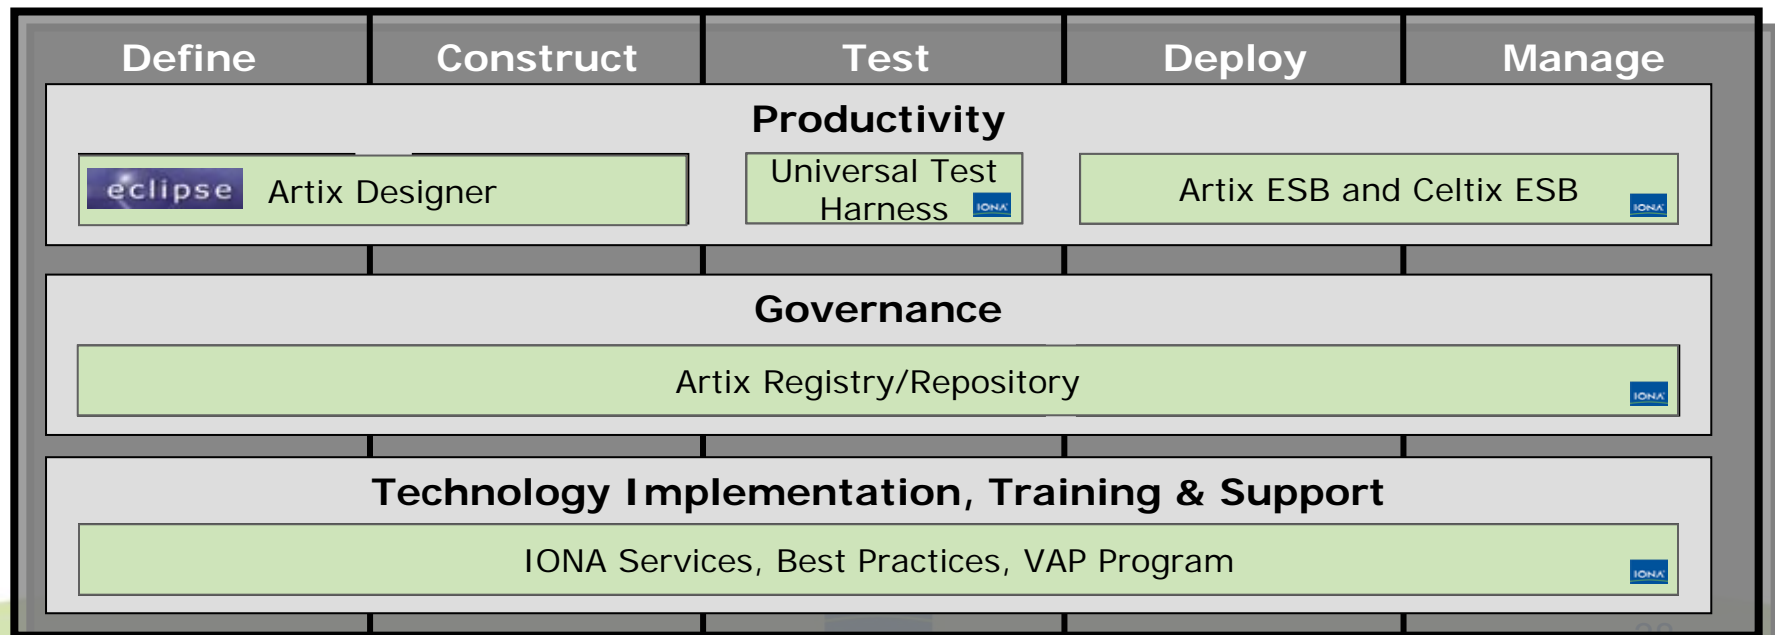 Define Construct Test Deploy Manage
Productivity
eclipse Artix Designer
Universal Test
Harness IONA
Artix ESB and Celtix ESB IONA
Governance
Artix Registry/Repository IONA
Technology Implementation, Training & Support
IONA Services, Best Practices, VAP Program IONA